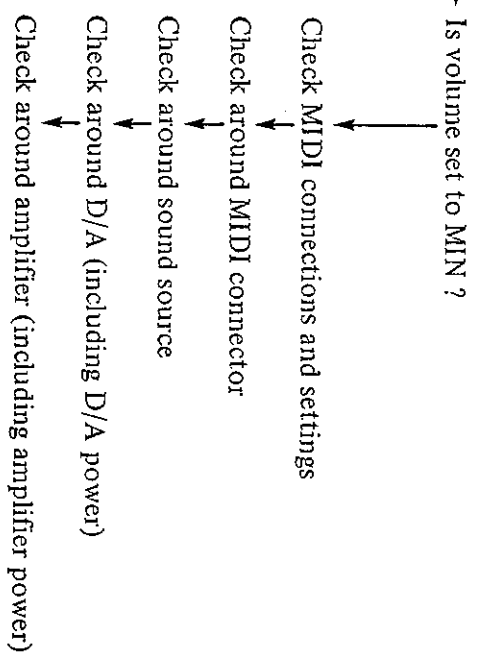 Is volume set to MIN ?
Check MIDI connections and settings
Check around MIDI connector
Check around sound source
Check around D/A (including D/A power)
Check around amplifier (including amplifier power)